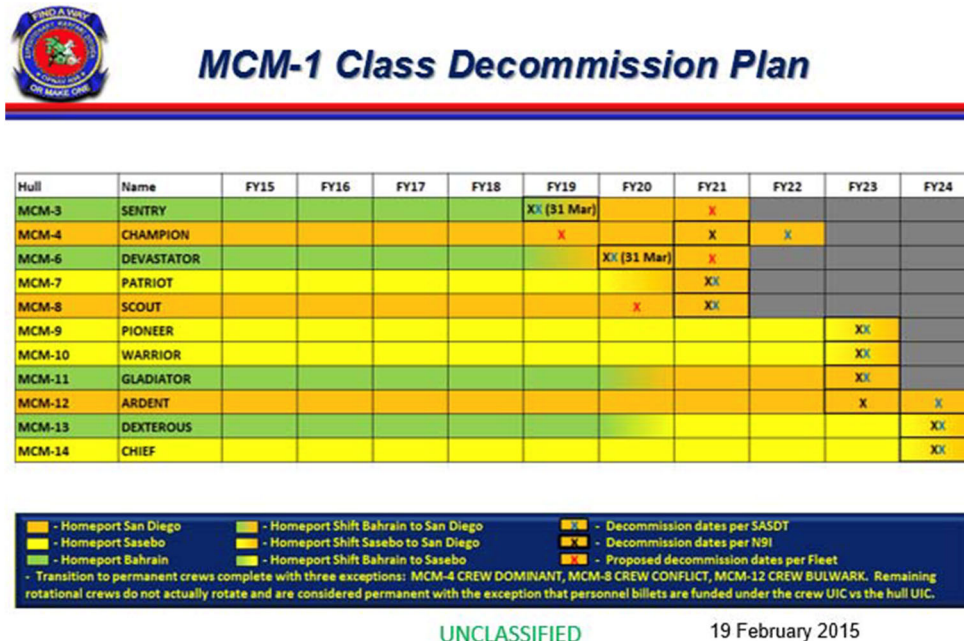 FIND A WAY
OR MAKE ONE
MCM-1 Class Decommission Plan
Hull Name FY15 FY16 FY17 FY18 FY19 FY20 FY21 FY22 FY23 FY24
MCM-3 SENTRY XX (31 Mar) X
MCM-4 CHAMPION X X X
MCM-6 DEVASTATOR XX (31 Mar) X
MCM-7 PATRIOT XX
MCM-8 SCOUT X XX
MCM-9 PIONEER XX
MCM-10 WARRIOR XX
MCM-11 GLADIATOR XX
MCM-12 ARDENT X X
MCM-13 DEXTEROUS XX
MCM-14 CHIEF XX
- Homeport San Diego - Homeport Shift Bahrain to San Diego X - Decommission dates per SASDT
- Homeport Sasebo - Homeport Shift Sasebo to San Diego X - Decommission dates per N9I
- Homeport Bahrain - Homeport Shift Bahrain to Sasebo X - Proposed decommission dates per Fleet
- Transition to permanent crews complete with three exceptions: MCM-4 CREW DOMINANT, MCM-8 CREW CONFLICT, MCM-12 CREW BULWARK. Remaining
rotational crews do not actually rotate and are considered permanent with the exception that personnel billets are funded under the crew UIC vs the hull UIC.
UNCLASSIFIED 19 February 2015